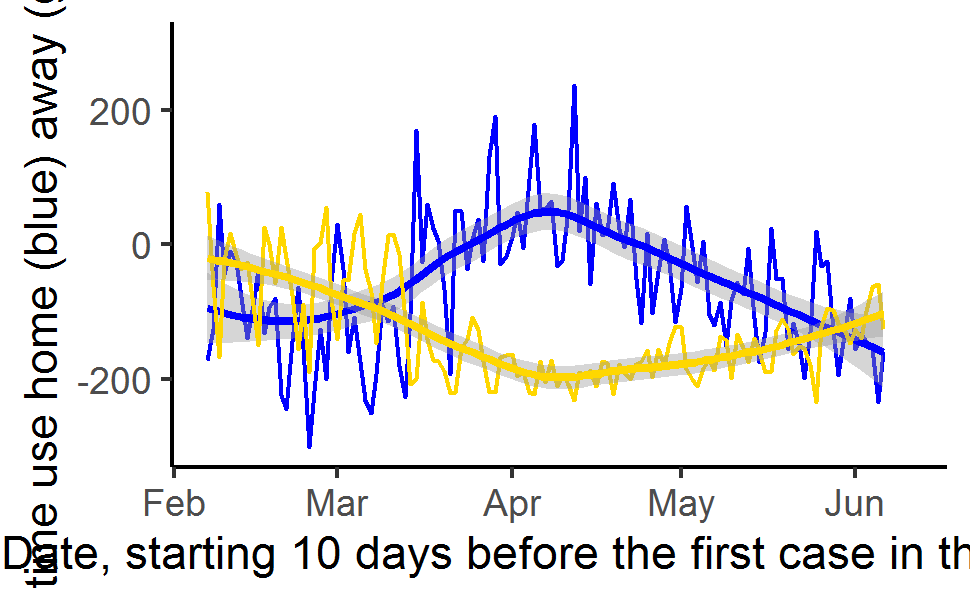 time use home (blue) away (
200
0
-200
Feb Mar Apr May Jun
Date, starting 10 days before the first case in th